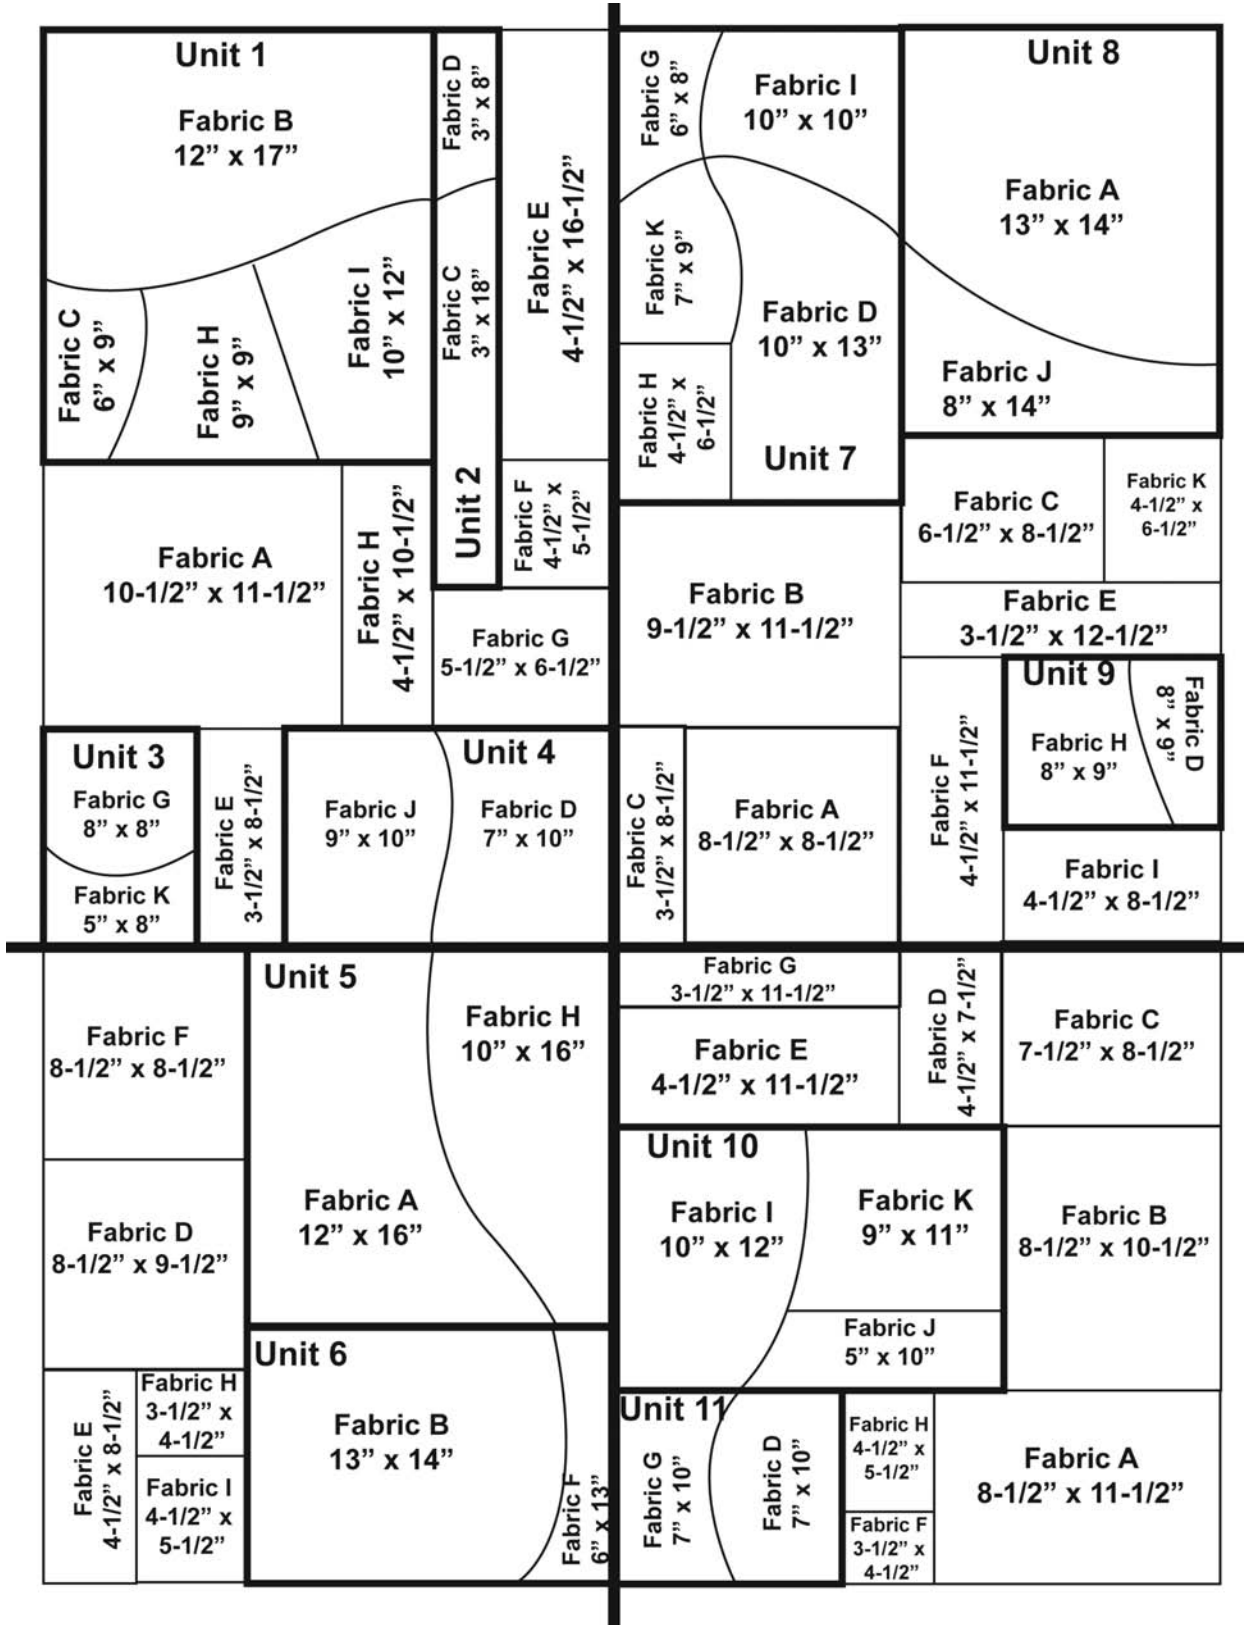 Unit 1
Fabric B
12” x 17”
Fabric C
6” x 9”
Fabric H
9” x 9”
Fabric I
10” x 12”
Fabric D
3” x 8”
Fabric C
3” x 18”
Unit 2
Fabric E
4-1/2” x 16-1/2”
Fabric F
4-1/2” x
5-1/2”
Fabric A
10-1/2” x 11-1/2”
Fabric H
4-1/2” x 10-1/2”
Fabric G
5-1/2” x 6-1/2”
Unit 3
Fabric G
8” x 8”
Fabric K
5” x 8”
Fabric E
3-1/2” x 8-1/2”
Unit 4
Fabric J
9” x 10”
Fabric D
7” x 10”
Fabric G
6” x 8”
Fabric I
10” x 10”
Fabric K
7” x 9”
Fabric D
10” x 13”
Fabric H
4-1/2” x
6-1/2”
Unit 7
Unit 8
Fabric A
13” x 14”
Fabric J
8” x 14”
Fabric B
9-1/2” x 11-1/2”
Fabric C
6-1/2” x 8-1/2”
Fabric K
4-1/2” x
6-1/2”
Fabric E
3-1/2” x 12-1/2”
Fabric C
3-1/2” x 8-1/2”
Fabric A
8-1/2” x 8-1/2”
Fabric F
4-1/2” x 11-1/2”
Unit 9
Fabric H
8” x 9”
Fabric D
8” x 9”
Fabric I
4-1/2” x 8-1/2”
Fabric F
8-1/2” x 8-1/2”
Fabric D
8-1/2” x 9-1/2”
Fabric E
4-1/2” x 8-1/2”
Fabric H
3-1/2” x
4-1/2”
Fabric I
4-1/2” x
5-1/2”
Unit 5
Fabric H
10” x 16”
Fabric A
12” x 16”
Unit 6
Fabric B
13” x 14”
Fabric F
6” x 13”
Fabric G
3-1/2” x 11-1/2”
Fabric E
4-1/2” x 11-1/2”
Fabric D
4-1/2” x 7-1/2”
Fabric C
7-1/2” x 8-1/2”
Unit 10
Fabric I
10” x 12”
Fabric K
9” x 11”
Fabric J
5” x 10”
Fabric B
8-1/2” x 10-1/2”
Unit 11
Fabric G
7” x 10”
Fabric D
7” x 10”
Fabric H
4-1/2” x
5-1/2”
Fabric F
3-1/2” x
4-1/2”
Fabric A
8-1/2” x 11-1/2”